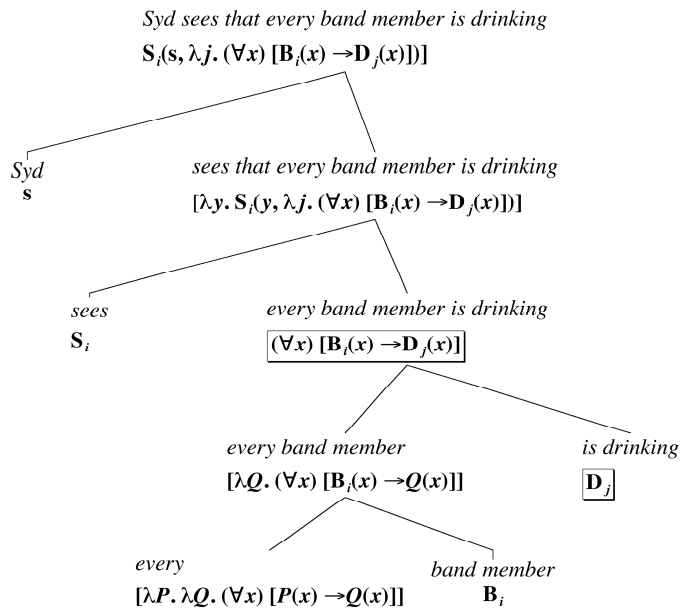 Syd sees that every band member is drinking
Sᵢ(s, λj. (∀x) [Bᵢ(x) →Dⱼ(x)])]
Syd
s
sees that every band member is drinking
[λy. Sᵢ(y, λj. (∀x) [Bᵢ(x) →Dⱼ(x)])]
sees
Sᵢ
every band member is drinking
(∀x) [Bᵢ(x) →Dⱼ(x)]
every band member
[λQ. (∀x) [Bᵢ(x) →Q(x)]]
is drinking
Dⱼ
every
[λP. λQ. (∀x) [P(x) →Q(x)]]
band member
Bᵢ